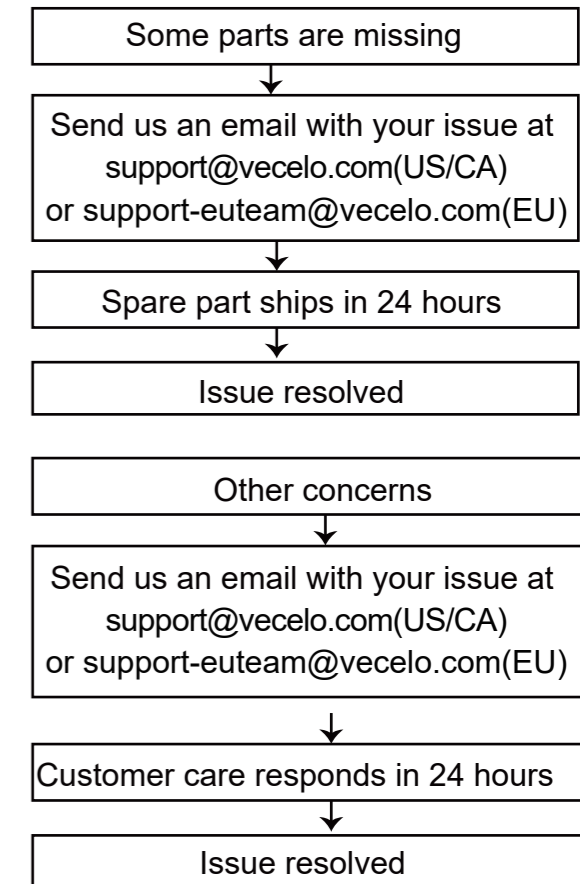 Some parts are missing
Send us an email with your issue at
support@vecelo.com(US/CA)
or support-euteam@vecelo.com(EU)
Spare part ships in 24 hours
Issue resolved
Other concerns
Send us an email with your issue at
support@vecelo.com(US/CA)
or support-euteam@vecelo.com(EU)
Customer care responds in 24 hours
Issue resolved